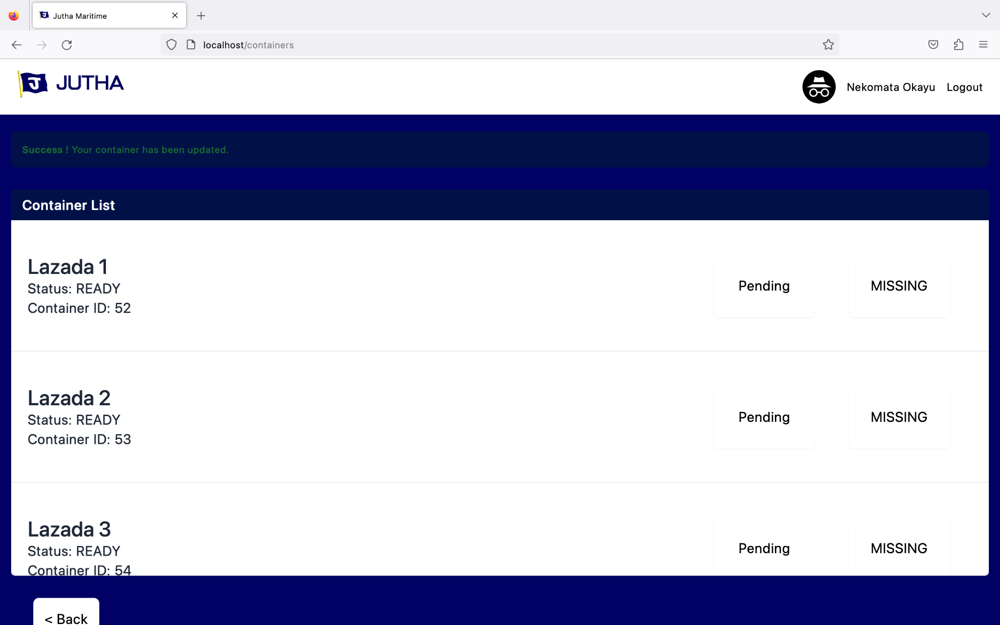 Jutha Maritime
localhost/containers
J JUTHA
Nekomata Okayu
Logout
Success ! Your container has been updated.
Container List
Lazada 1
Status: READY
Container ID: 52
Pending
MISSING
Lazada 2
Status: READY
Container ID: 53
Pending
MISSING
Lazada 3
Status: READY
Container ID: 54
Pending
MISSING
< Back